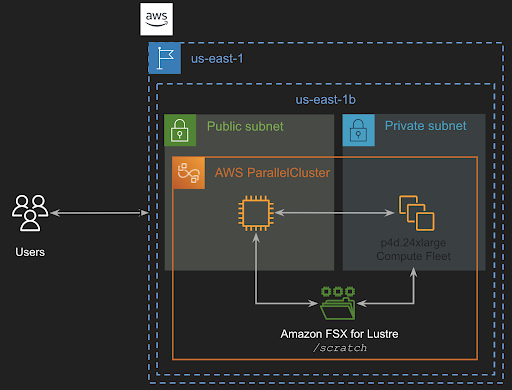 aws
us-east-1
us-east-1b
Public subnet
Private subnet
AWS ParallelCluster
p4d.24xlarge
Compute Fleet
Users
Amazon FSX for Lustre
/scratch